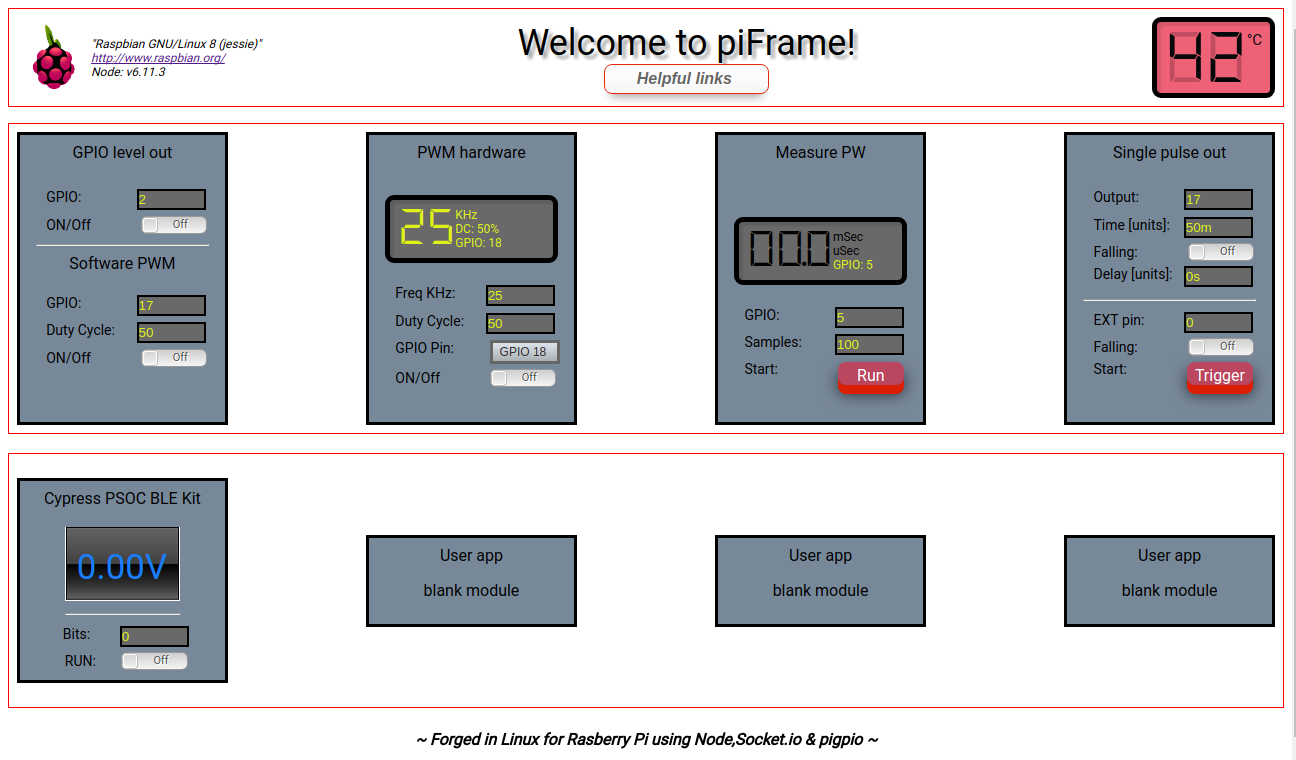 "Raspbian GNU/Linux 8 (jessie)"
http://www.raspbian.org/
Node: v6.11.3
Welcome to piFrame!
Helpful links
42 °C
GPIO level out
GPIO: 2
ON/Off Off
Software PWM
GPIO: 17
Duty Cycle: 50
ON/Off Off
PWM hardware
25 KHz
DC: 50%
GPIO: 18
Freq KHz: 25
Duty Cycle: 50
GPIO Pin: GPIO 18
ON/Off Off
Measure PW
00.0 mSec
uSec
GPIO: 5
GPIO: 5
Samples: 100
Start: Run
Single pulse out
Output: 17
Time [units]: 50m
Falling: Off
Delay [units]: 0s
EXT pin: 0
Falling: Off
Start: Trigger
Cypress PSOC BLE Kit
0.00V
Bits: 0
RUN: Off
User app
blank module
User app
blank module
User app
blank module
~ Forged in Linux for Rasberry Pi using Node,Socket.io & pigpio ~